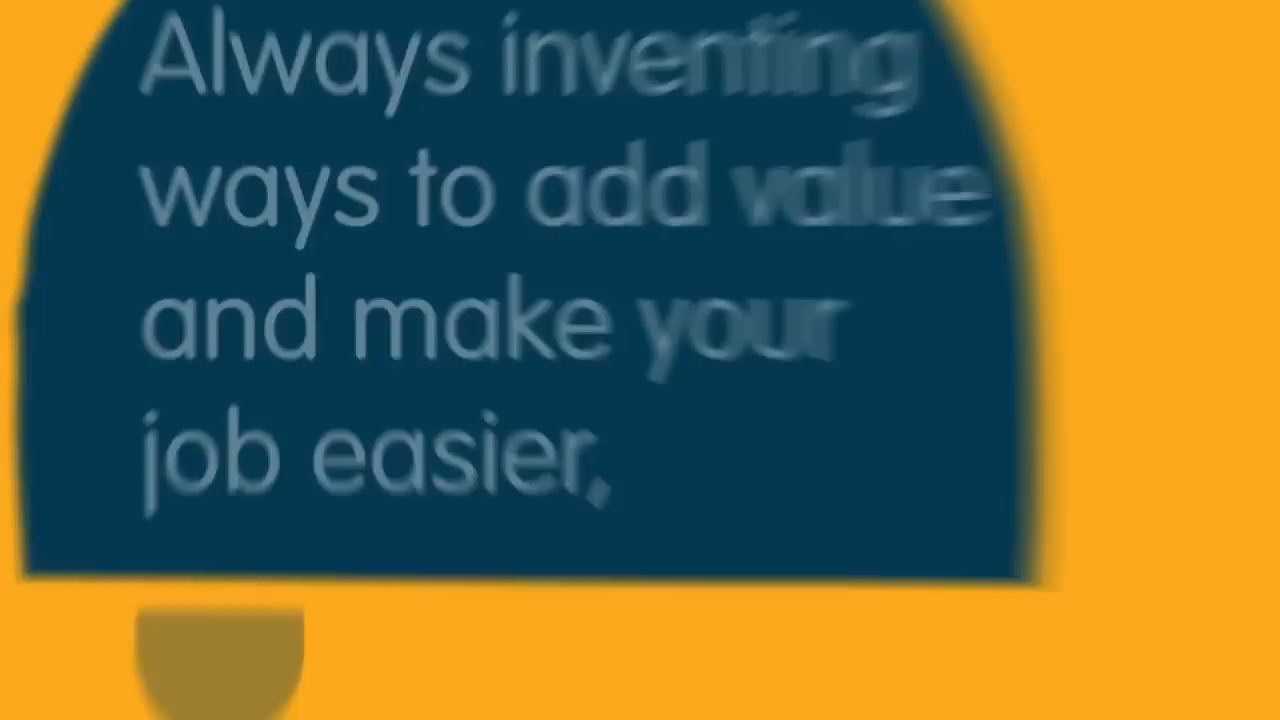 Always inventing
ways to add value
and make your
job easier,